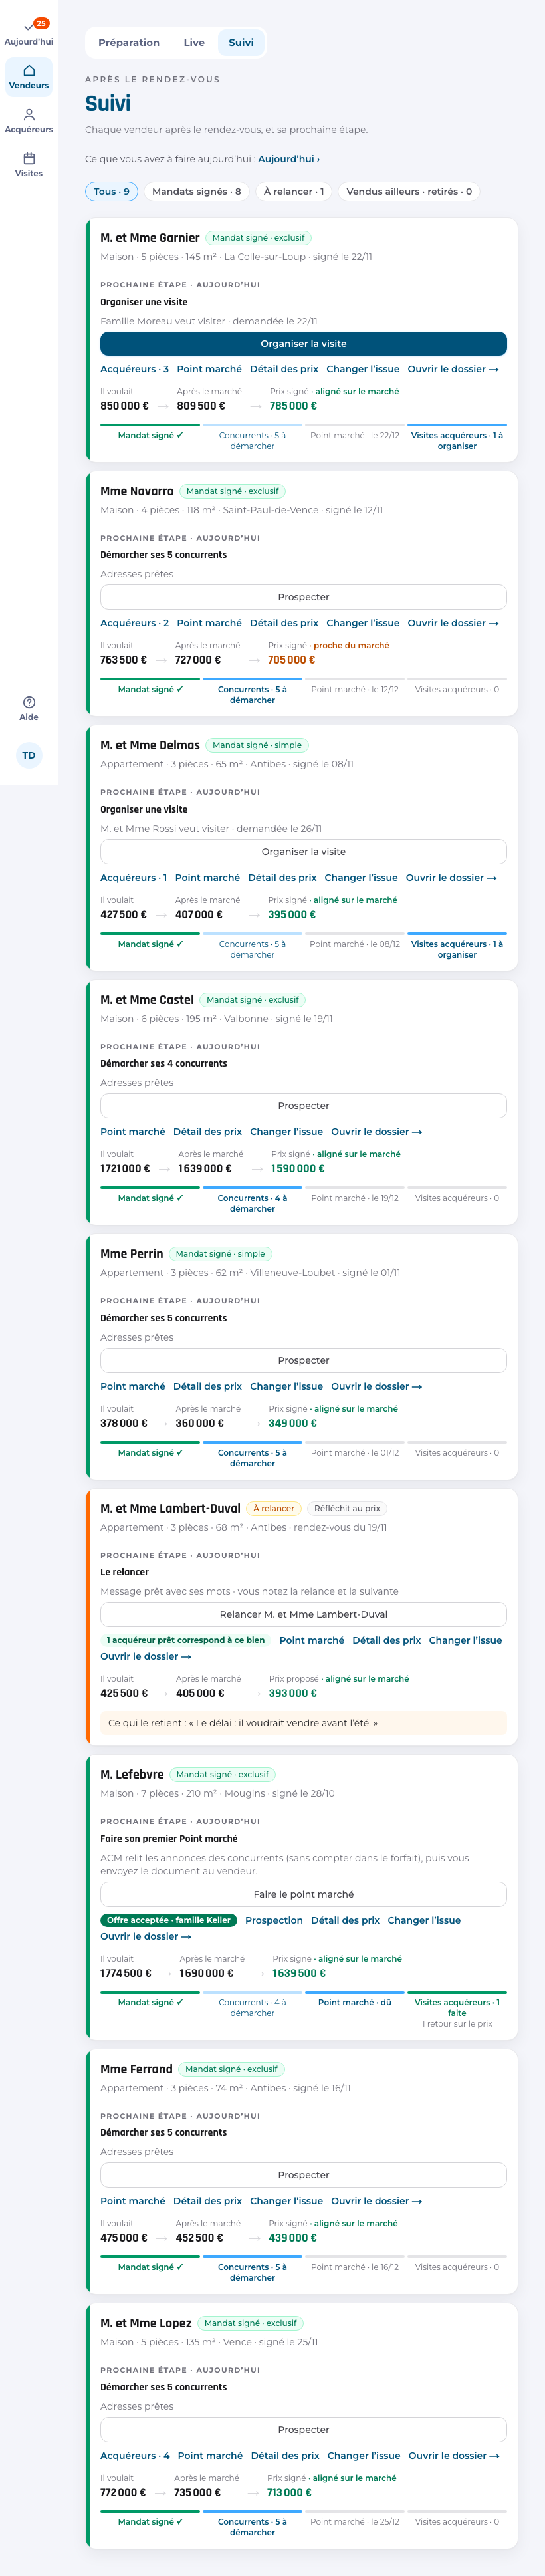 25
Aujourd'hui
Vendeurs
Acquéreurs
Visites
Aide
TD
Préparation Live Suivi
APRÈS LE RENDEZ-VOUS
Suivi
Chaque vendeur après le rendez-vous, et sa prochaine étape.
Ce que vous avez à faire aujourd'hui : Aujourd'hui ›
Tous · 9 Mandats signés · 8 À relancer · 1 Vendus ailleurs · retirés · 0
M. et Mme Garnier Mandat signé · exclusif
Maison · 5 pièces · 145 m² · La Colle-sur-Loup · signé le 22/11
PROCHAINE ÉTAPE · AUJOURD'HUI
Organiser une visite
Famille Moreau veut visiter · demandée le 22/11
Organiser la visite
Acquéreurs · 3 Point marché Détail des prix Changer l'issue Ouvrir le dossier →
Il voulait Après le marché Prix signé · aligné sur le marché
850 000 € → 809 500 € → 785 000 €
Mandat signé ✓ Concurrents · 5 à démarcher Point marché · le 22/12 Visites acquéreurs · 1 à organiser
Mme Navarro Mandat signé · exclusif
Maison · 4 pièces · 118 m² · Saint-Paul-de-Vence · signé le 12/11
PROCHAINE ÉTAPE · AUJOURD'HUI
Démarcher ses 5 concurrents
Adresses prêtes
Prospecter
Acquéreurs · 2 Point marché Détail des prix Changer l'issue Ouvrir le dossier →
Il voulait Après le marché Prix signé · proche du marché
763 500 € → 727 000 € → 705 000 €
Mandat signé ✓ Concurrents · 5 à démarcher Point marché · le 12/12 Visites acquéreurs · 0
M. et Mme Delmas Mandat signé · simple
Appartement · 3 pièces · 65 m² · Antibes · signé le 08/11
PROCHAINE ÉTAPE · AUJOURD'HUI
Organiser une visite
M. et Mme Rossi veut visiter · demandée le 26/11
Organiser la visite
Acquéreurs · 1 Point marché Détail des prix Changer l'issue Ouvrir le dossier →
Il voulait Après le marché Prix signé · aligné sur le marché
427 500 € → 407 000 € → 395 000 €
Mandat signé ✓ Concurrents · 5 à démarcher Point marché · le 08/12 Visites acquéreurs · 1 à organiser
M. et Mme Castel Mandat signé · exclusif
Maison · 6 pièces · 195 m² · Valbonne · signé le 19/11
PROCHAINE ÉTAPE · AUJOURD'HUI
Démarcher ses 4 concurrents
Adresses prêtes
Prospecter
Point marché Détail des prix Changer l'issue Ouvrir le dossier →
Il voulait Après le marché Prix signé · aligné sur le marché
1 721 000 € → 1 639 000 € → 1 590 000 €
Mandat signé ✓ Concurrents · 4 à démarcher Point marché · le 19/12 Visites acquéreurs · 0
Mme Perrin Mandat signé · simple
Appartement · 3 pièces · 62 m² · Villeneuve-Loubet · signé le 01/11
PROCHAINE ÉTAPE · AUJOURD'HUI
Démarcher ses 5 concurrents
Adresses prêtes
Prospecter
Point marché Détail des prix Changer l'issue Ouvrir le dossier →
Il voulait Après le marché Prix signé · aligné sur le marché
378 000 € → 360 000 € → 349 000 €
Mandat signé ✓ Concurrents · 5 à démarcher Point marché · le 01/12 Visites acquéreurs · 0
M. et Mme Lambert-Duval À relancer Réfléchit au prix
Appartement · 3 pièces · 68 m² · Antibes · rendez-vous du 19/11
PROCHAINE ÉTAPE · AUJOURD'HUI
Le relancer
Message prêt avec ses mots · vous notez la relance et la suivante
Relancer M. et Mme Lambert-Duval
1 acquéreur prêt correspond à ce bien Point marché Détail des prix Changer l'issue
Ouvrir le dossier →
Il voulait Après le marché Prix proposé · aligné sur le marché
425 500 € → 405 000 € → 393 000 €
Ce qui le retient : « Le délai : il voudrait vendre avant l'été. »
M. Lefebvre Mandat signé · exclusif
Maison · 7 pièces · 210 m² · Mougins · signé le 28/10
PROCHAINE ÉTAPE · AUJOURD'HUI
Faire son premier Point marché
ACM relit les annonces des concurrents (sans compter dans le forfait), puis vous
envoyez le document au vendeur.
Faire le point marché
Offre acceptée · famille Keller Prospection Détail des prix Changer l'issue
Ouvrir le dossier →
Il voulait Après le marché Prix signé · aligné sur le marché
1 774 500 € → 1 690 000 € → 1 639 500 €
Mandat signé ✓ Concurrents · 4 à démarcher Point marché · dû Visites acquéreurs · 1 faite
1 retour sur le prix
Mme Ferrand Mandat signé · exclusif
Appartement · 3 pièces · 74 m² · Antibes · signé le 16/11
PROCHAINE ÉTAPE · AUJOURD'HUI
Démarcher ses 5 concurrents
Adresses prêtes
Prospecter
Point marché Détail des prix Changer l'issue Ouvrir le dossier →
Il voulait Après le marché Prix signé · aligné sur le marché
475 000 € → 452 500 € → 439 000 €
Mandat signé ✓ Concurrents · 5 à démarcher Point marché · le 16/12 Visites acquéreurs · 0
M. et Mme Lopez Mandat signé · exclusif
Maison · 5 pièces · 135 m² · Vence · signé le 25/11
PROCHAINE ÉTAPE · AUJOURD'HUI
Démarcher ses 5 concurrents
Adresses prêtes
Prospecter
Acquéreurs · 4 Point marché Détail des prix Changer l'issue Ouvrir le dossier →
Il voulait Après le marché Prix signé · aligné sur le marché
772 000 € → 735 000 € → 713 000 €
Mandat signé ✓ Concurrents · 5 à démarcher Point marché · le 25/12 Visites acquéreurs · 0